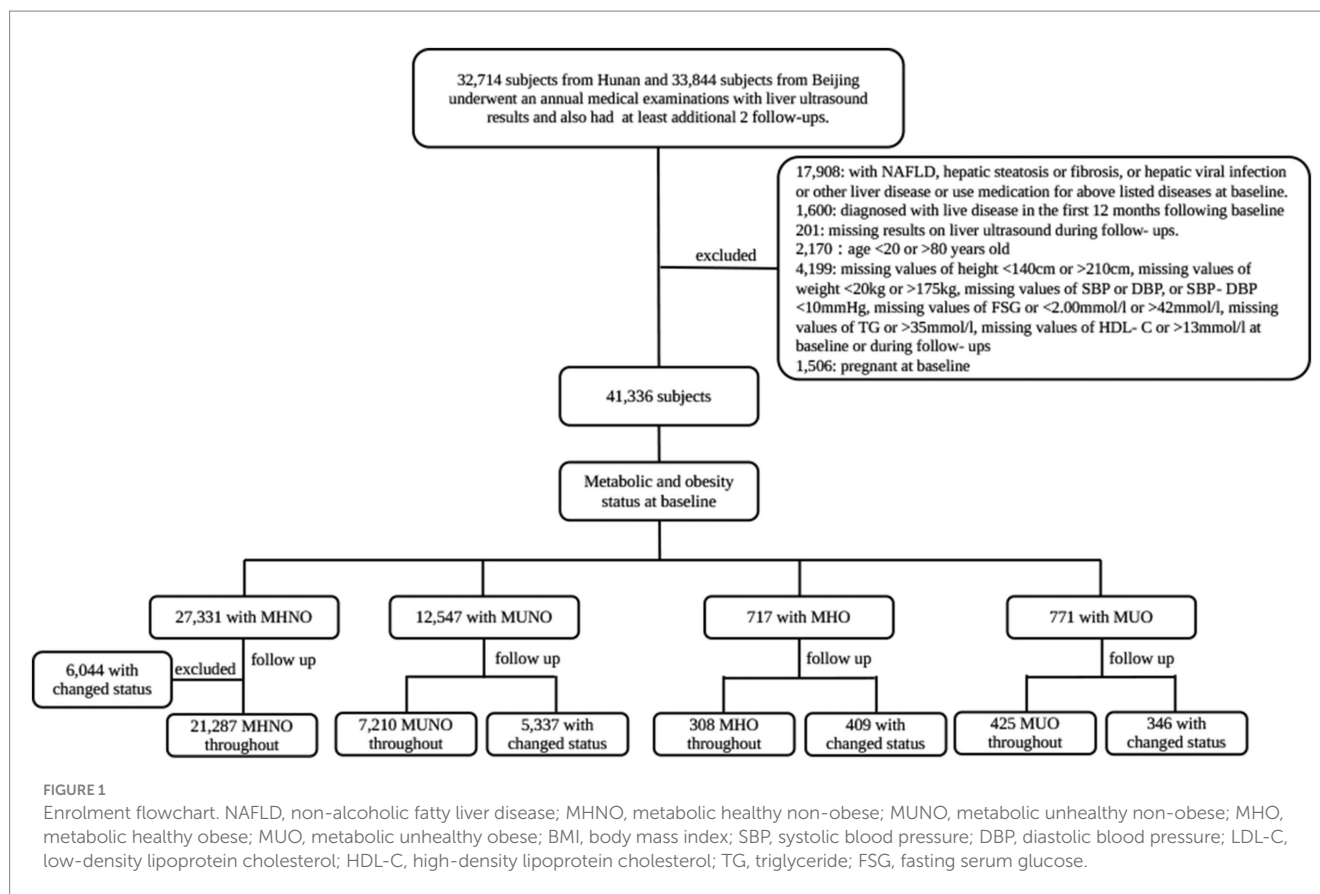 32,714 subjects from Hunan and 33,844 subjects from Beijing
underwent an annual medical examinations with liver ultrasound
results and also had at least additional 2 follow-ups.
17,908: with NAFLD, hepatic steatosis or fibrosis, or hepatic viral infection
or other liver disease or use medication for above listed diseases at baseline.
1,600: diagnosed with live disease in the first 12 months following baseline
201: missing results on liver ultrasound during follow- ups.
2,170 : age <20 or >80 years old
4,199: missing values of height <140cm or >210cm, missing values of
weight <20kg or >175kg, missing values of SBP or DBP, or SBP- DBP
<10mmHg, missing values of FSG or <2.00mmol/l or >42mmol/l, missing
values of TG or >35mmol/l, missing values of HDL- C or >13mmol/l at
baseline or during follow- ups
1,506: pregnant at baseline
excluded
41,336 subjects
Metabolic and obesity
status at baseline
27,331 with MHNO
12,547 with MUNO
717 with MHO
771 with MUO
6,044 with
changed status
excluded
follow up
follow up
follow up
follow up
21,287 MHNO
throughout
7,210 MUNO
throughout
5,337 with
changed status
308 MHO
throughout
409 with
changed status
425 MUO
throughout
346 with
changed status
FIGURE 1
Enrolment flowchart. NAFLD, non-alcoholic fatty liver disease; MHNO, metabolic healthy non-obese; MUNO, metabolic unhealthy non-obese; MHO,
metabolic healthy obese; MUO, metabolic unhealthy obese; BMI, body mass index; SBP, systolic blood pressure; DBP, diastolic blood pressure; LDL-C,
low-density lipoprotein cholesterol; HDL-C, high-density lipoprotein cholesterol; TG, triglyceride; FSG, fasting serum glucose.